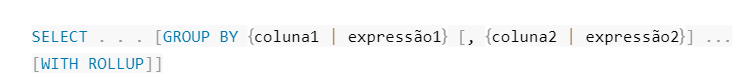 SELECT . . . [GROUP BY {coluna1 | expressão1} [, {coluna2 | expressão2}] ...
[WITH ROLLUP]]